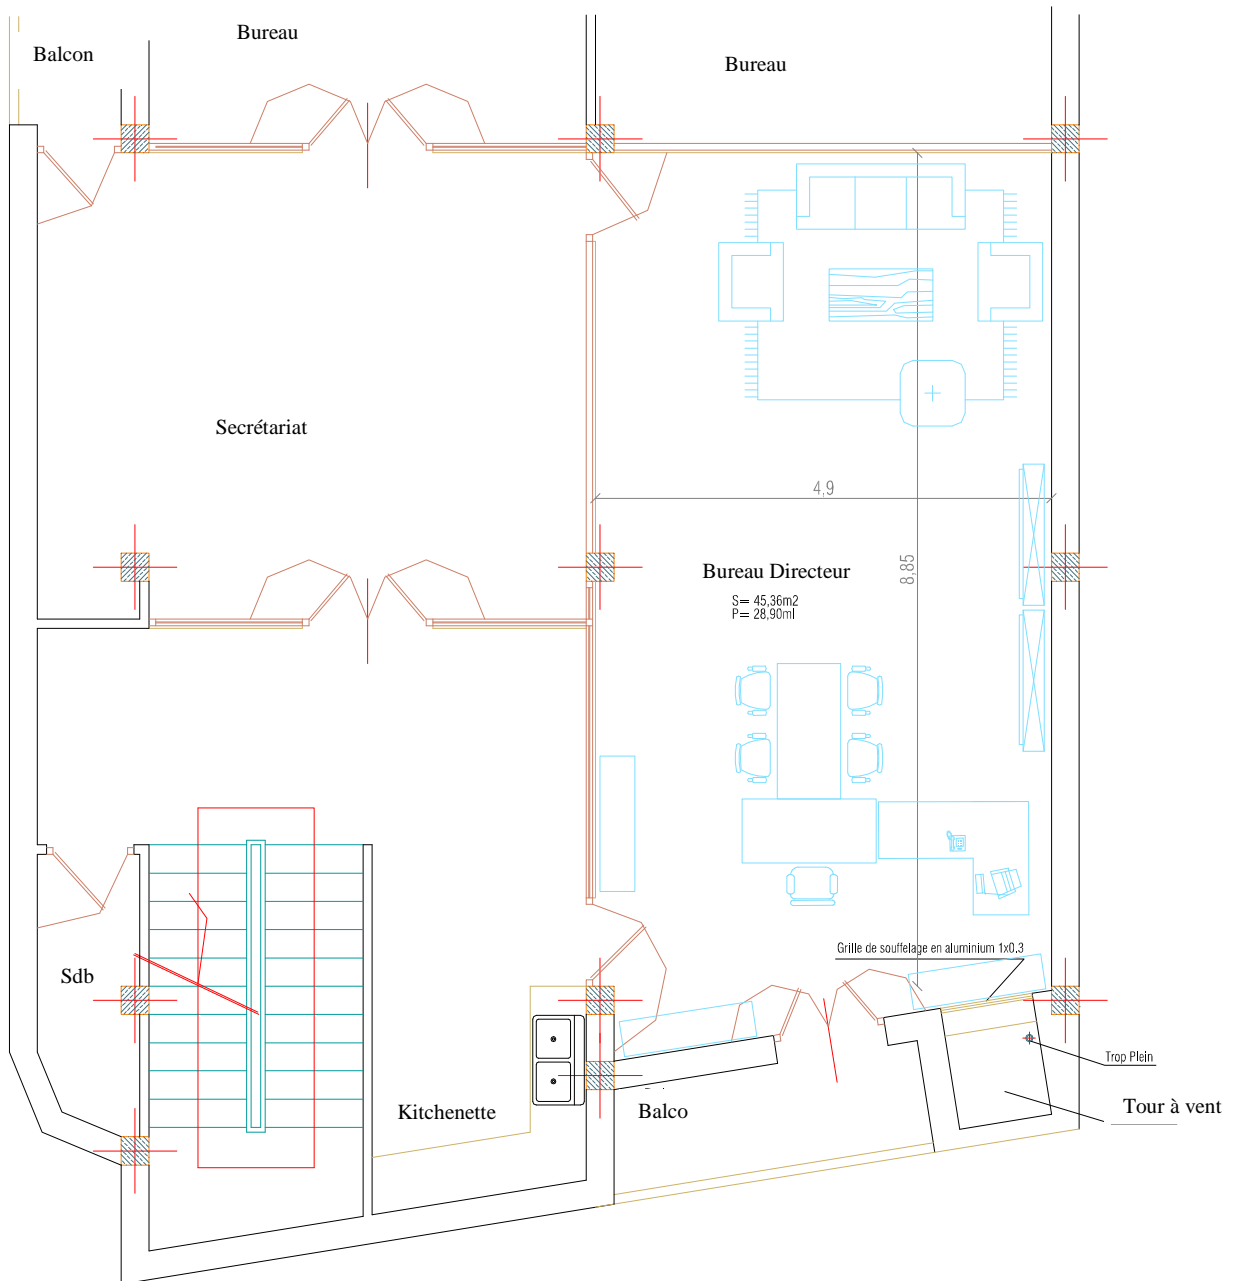 Bureau
Balcon
Bureau
Secrétariat
4,9
8,85
Bureau Directeur
S= 45,36m2
P= 28,90ml
Grille de souffelage en aluminium 1x0.3
Sdb
Trop Plein
Kitchenette
Balco
Tour à vent